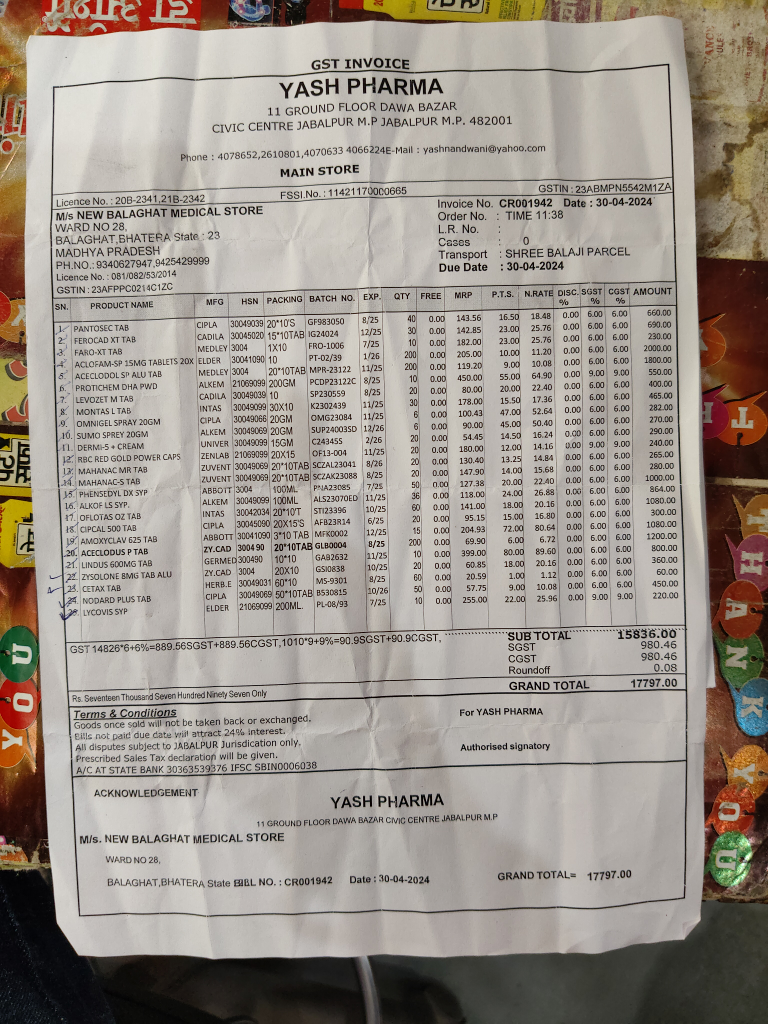 GST INVOICE
YASH PHARMA
11 GROUND FLOOR DAWA BAZAR
CIVIC CENTRE JABALPUR M.P JABALPUR M.P. 482001
Phone : 4078652,2610801,4070633 4066224E-Mail : yashnandwani@yahoo.com
MAIN STORE
Licence No. : 20B-2341,21B-2342 FSSI.No. : 11421170000665 GSTIN : 23ABMPN5542M1ZA
M/s NEW BALAGHAT MEDICAL STORE
WARD NO 28,
BALAGHAT,BHATERA State : 23
MADHYA PRADESH
PH.NO.: 9340627947,9425429999
Licence No. : 081/082/53/2014
GSTIN : 23AFPPC0214C1ZC
Invoice No. CR001942 Date : 30-04-2024
Order No. : TIME 11:38
L.R. No. :
Cases : 0
Transport : SHREE BALAJI PARCEL
Due Date : 30-04-2024
SN. PRODUCT NAME MFG HSN PACKING BATCH NO. EXP. QTY FREE MRP P.T.S. N.RATE DISC. % SGST % CGST % AMOUNT
1. PANTOSEC TAB CIPLA 30049039 20*10'S GF983050 8/25 40 0.00 143.56 16.50 18.48 0.00 6.00 6.00 660.00
2. FEROCAD XT TAB CADILA 30045020 15*10TAB IG24024 12/25 30 0.00 142.85 23.00 25.76 0.00 6.00 6.00 690.00
3. FARO-XT TAB MEDLEY 3004 1X10 FRO-1006 7/25 10 0.00 182.00 23.00 25.76 0.00 6.00 6.00 230.00
4. ACLOFAM-SP 15MG TABLETS 20X ELDER 30041090 10 PT-02/39 1/26 200 0.00 205.00 10.00 11.20 0.00 6.00 6.00 2000.00
5. ACECLODOL SP ALU TAB MEDLEY 3004 20*10TAB MPR-23122 8/25 200 0.00 119.20 9.00 10.08 0.00 6.00 6.00 1800.00
6. PROTICHEM DHA PWD ALKEM 21069099 200GM PCDP23122C 8/25 10 0.00 450.00 55.00 64.90 0.00 9.00 9.00 550.00
7. LEVOZET M TAB CADILA 30049039 10 SP230559 8/25 20 0.00 80.00 20.00 22.40 0.00 6.00 6.00 400.00
8. MONTAS L TAB INTAS 30049099 30X10 K2302439 11/25 30 0.00 178.00 15.50 17.36 0.00 6.00 6.00 465.00
9. OMNIGEL SPRAY 20GM CIPLA 30049066 20GM OMG23084 11/25 6 0.00 100.43 47.00 52.64 0.00 6.00 6.00 282.00
10. SUMO SPREY 20GM ALKEM 30049069 20GM SUP24003SD 12/26 6 0.00 90.00 45.00 50.40 0.00 6.00 6.00 270.00
11. DERMI-5 + CREAM UNIVER 30049099 15GM C24345S 2/26 20 0.00 54.45 14.50 16.24 0.00 6.00 6.00 290.00
12. RBC RED GOLD POWER CAPS ZENLAB 21069099 20X15 OF13-004 11/25 20 0.00 180.00 12.00 14.16 0.00 9.00 9.00 240.00
13. MAHANAC MR TAB ZUVENT 30049069 20*10TAB SCZAL23041 8/26 20 0.00 130.40 13.25 14.84 0.00 6.00 6.00 265.00
14. MAHANAC-S TAB ZUVENT 30049069 20*10TAB SCZAK23088 8/26 20 0.00 147.90 14.00 15.68 0.00 6.00 6.00 280.00
15. PHENSEDYL DX SYP ABBOTT 3004 100ML PNA23085 7/25 50 0.00 127.38 20.00 22.40 0.00 6.00 6.00 1000.00
16. ALKOF LS SYP. ALKEM 30049099 100ML ALS23070ED 11/25 36 0.00 118.00 24.00 26.88 0.00 6.00 6.00 864.00
17. OFLOTAS OZ TAB INTAS 30042034 20*10'T STI23396 10/25 60 0.00 141.00 18.00 20.16 0.00 6.00 6.00 1080.00
18. CIPCAL 500 TAB CIPLA 30045090 20X15'S AFB23R14 6/25 20 0.00 95.15 15.00 16.80 0.00 6.00 6.00 300.00
19. AMOXYCLAV 625 TAB ABBOTT 30041090 3*10 TAB MFK0002 12/25 15 0.00 204.93 72.00 80.64 0.00 6.00 6.00 1080.00
20. ACECLODUS P TAB ZY.CAD 300490 20*10TAB GLB0004 8/25 200 0.00 69.90 6.00 6.72 0.00 6.00 6.00 1200.00
21. LINDUS 600MG TAB GERMED 3004 10X10 GAB2632 11/25 10 0.00 399.00 80.00 89.60 0.00 6.00 6.00 800.00
22. ZYSOLONE 8MG TAB ALU ZY.CAD 3004 20*10 GSI0838 10/25 20 0.00 60.85 18.00 20.16 0.00 6.00 6.00 360.00
23. CETAX TAB HERB.E 30049031 60*10 MS-9301 8/25 60 0.00 20.59 1.00 1.12 0.00 6.00 6.00 60.00
24. NODARD PLUS TAB CIPLA 30049069 50*10TAB BS30815 10/26 50 0.00 57.75 9.00 10.08 0.00 6.00 6.00 450.00
25. LYCOVIS SYP ELDER 21069099 200ML. PL-08/93 7/25 10 0.00 255.00 22.00 25.96 0.00 9.00 9.00 220.00
GST 14826*6+6%=889.56SGST+889.56CGST,1010*9+9%=90.9SGST+90.9CGST,
SUB TOTAL 15836.00
SGST 980.46
CGST 980.46
Roundoff 0.08
GRAND TOTAL 17797.00
Rs. Seventeen Thousand Seven Hundred Ninety Seven Only
Terms & Conditions
Goods once sold will not be taken back or exchanged.
Bills not paid due date will attract 24% interest.
All disputes subject to JABALPUR Jurisdication only.
Prescribed Sales Tax declaration will be given.
A/C AT STATE BANK 30363539376 IFSC SBIN0006038
For YASH PHARMA
Authorised signatory
ACKNOWLEDGEMENT
YASH PHARMA
11 GROUND FLOOR DAWA BAZAR CIVIC CENTRE JABALPUR M.P
M/s. NEW BALAGHAT MEDICAL STORE
WARD NO 28,
BALAGHAT,BHATERA State BILL NO. : CR001942 Date : 30-04-2024
GRAND TOTAL= 17797.00
YOU
THANK
YOU